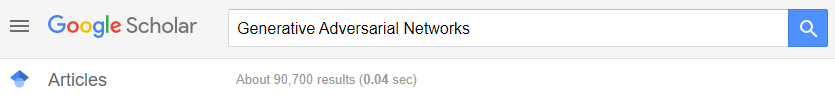 Google Scholar
Generative Adversarial Networks
Articles
About 90,700 results (0.04 sec)